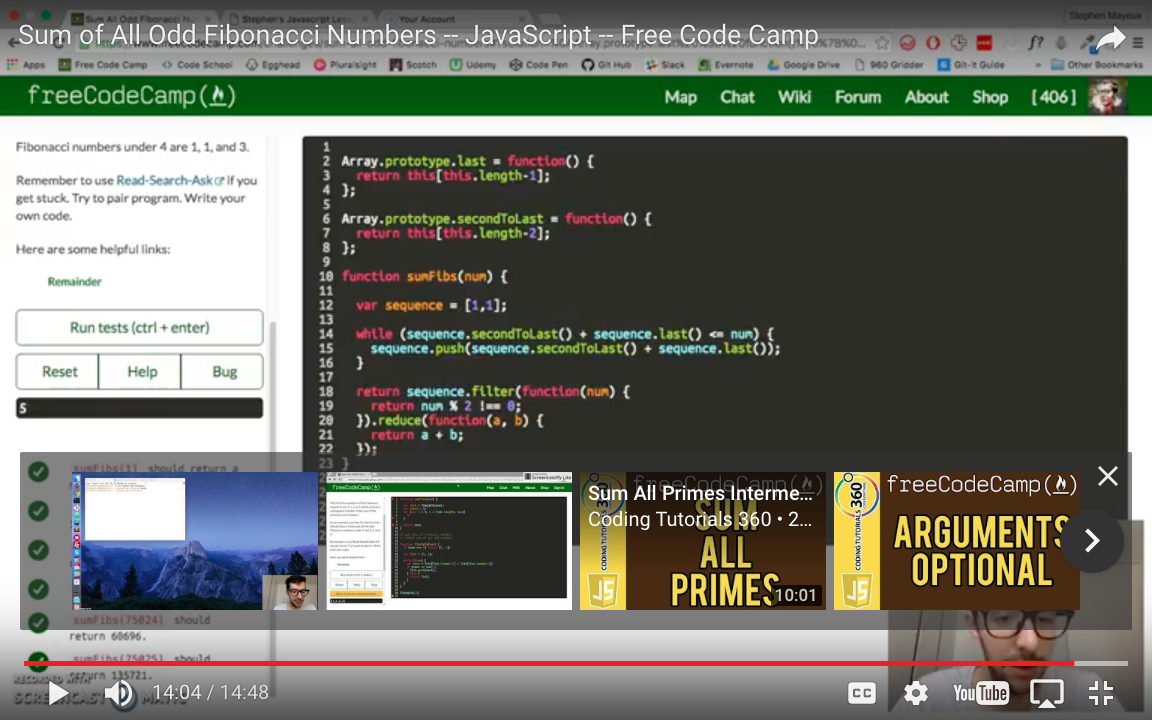 Sum of All Odd Fibonacci Numbers -- JavaScript -- Free Code Camp
Stephen Mayeux
Your Account
Apps Free Code Camp Code School Egghead Pluralsight Scotch Udemy Code Pen Git Hub Slack Evernote Google Drive 960 Gridder Git-it Guide » Other Bookmarks
freeCodeCamp
Map Chat Wiki Forum About Shop [ 406 ]
Fibonacci numbers under 4 are 1, 1, and 3.
Remember to use Read-Search-Ask if you
get stuck. Try to pair program. Write your
own code.
Here are some helpful links:
Remainder
Run tests (ctrl + enter)
Reset Help Bug
5
sumFibs(1) should return a
sumFibs(75024) should
return 60696.
sumFibs(75025) should
return 135721.
1
2 Array.prototype.last = function() {
3 return this[this.length-1];
4 };
5
6 Array.prototype.secondToLast = function() {
7 return this[this.length-2];
8 };
9
10 function sumFibs(num) {
11
12 var sequence = [1,1];
13
14 while (sequence.secondToLast() + sequence.last() <= num) {
15 sequence.push(sequence.secondToLast() + sequence.last());
16 }
17
18 return sequence.filter(function(num) {
19 return num % 2 !== 0;
20 }).reduce(function(a, b) {
21 return a + b;
22 });
23 }
Sum All Primes Interme...
Coding Tutorials 360 • 2...
SUM
ALL
PRIMES
10:01
CODING TUTORIALS 360
JS
freeCodeCamp
ARGUMENTS
OPTIONAL
CODING TUTORIALS 360
JS
RECORDED WITH
SCREENCAST MATIC
14:04 / 14:48
CC
YouTube